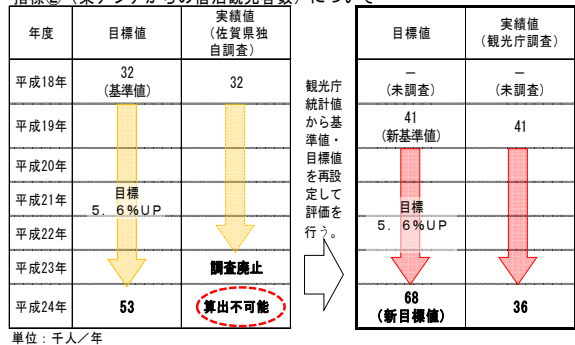 指標②（東アジアからの宿泊観光客数）について
年度
目標値
実績値
（佐賀県独
自調査）
平成18年
32
（基準値）
32
平成19年
平成20年
平成21年
平成22年
平成23年
平成24年
目標
５．６％UP
調査廃止
53
算出不可能
単位：千人／年
観光庁
統計値
から基
準値・
目標値
を再設
定して
評価を
行う。
目標値
実績値
（観光庁調査）
－
（未調査）
－
（未調査）
41
（新基準値）
41
目標
５．６％UP
68
（新目標値）
36